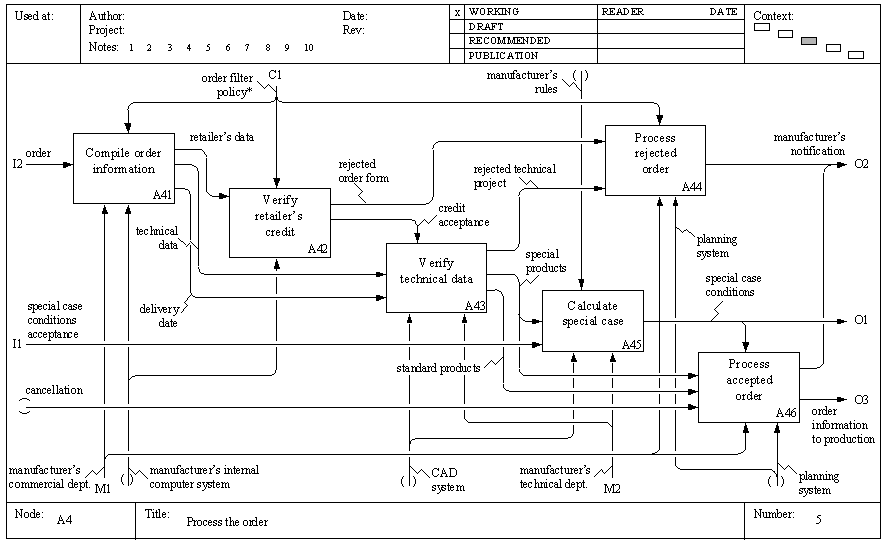 Used at:
Author:
Project:
Notes: 1 2 3 4 5 6 7 8 9 10
Date:
Rev:
x WORKING
DRAFT
RECOMMENDED
PUBLICATION
READER DATE
Context:
order filter
policy*
C1
manufacturer's
rules
( )
I2
order
Compile order
information
A41
retailer's data
rejected
order form
Verify
retailer's
credit
A42
technical
data
delivery
date
credit
acceptance
rejected technical
project
Verify
technical data
A43
special
products
Process
rejected
order
A44
manufacturer's
notification
O2
planning
system
special case
conditions
Calculate
special case
A45
O1
special case
conditions
acceptance
I1
standard products
cancellation
Process
accepted
order
A46
O3
order
information
to production
manufacturer's
commercial dept.
M1
( )
manufacturer's internal
computer system
( )
CAD
system
manufacturer's
technical dept.
M2
( )
planning
system
Node: A4
Title: Process the order
Number: 5